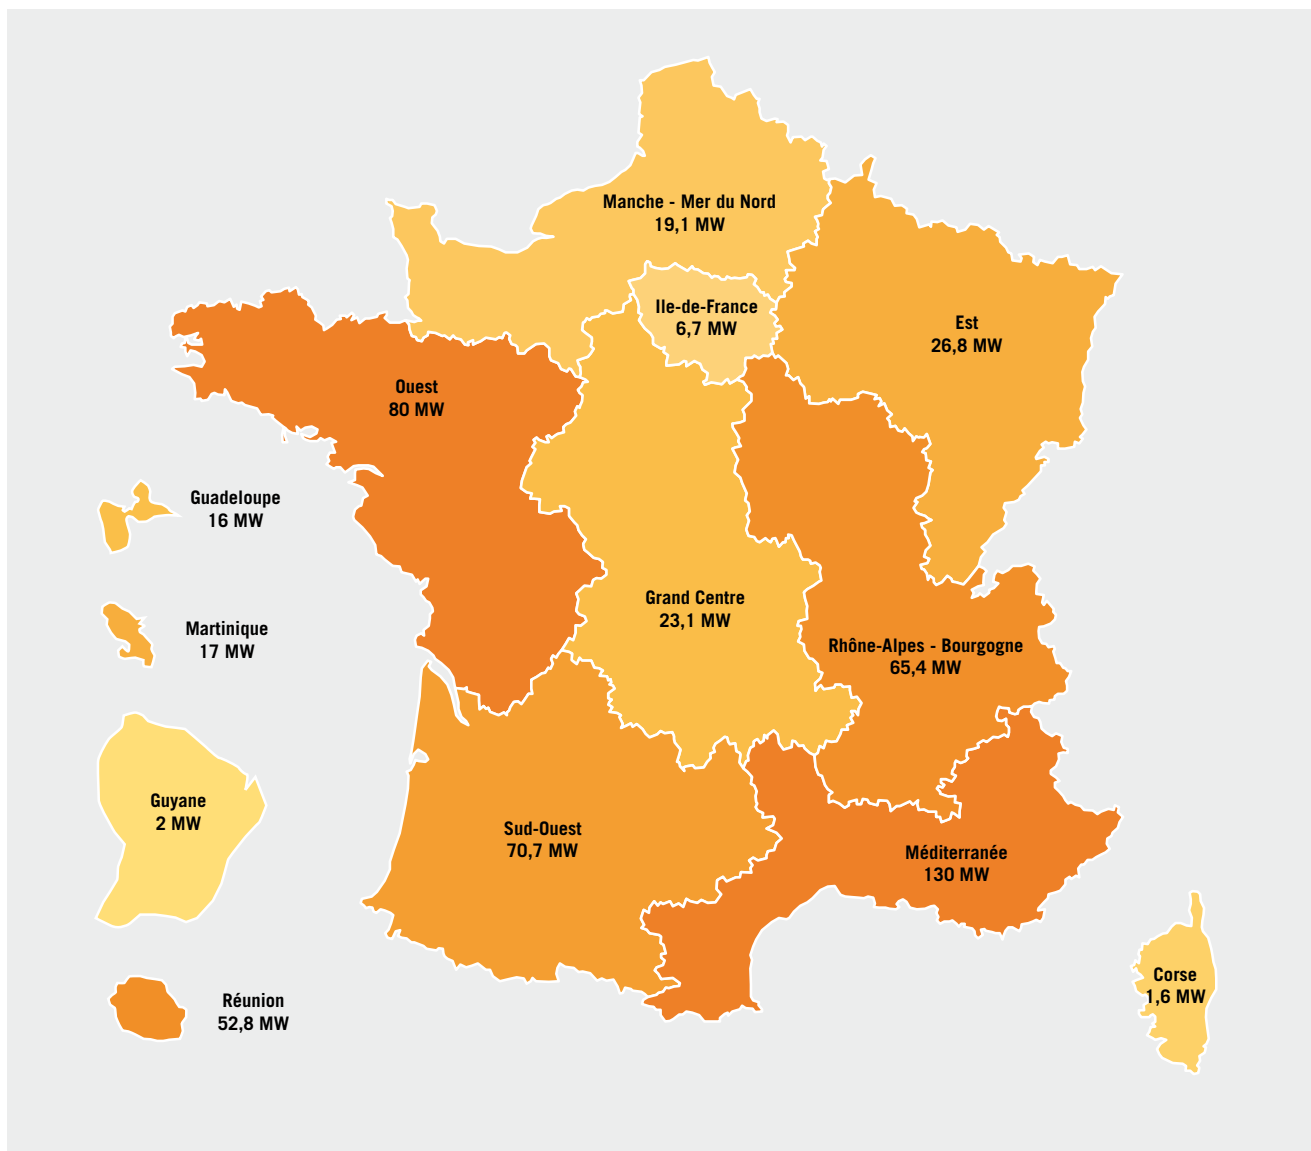 Manche - Mer du Nord
19,1 MW
Ile-de-France
6,7 MW
Est
26,8 MW
Ouest
80 MW
Guadeloupe
16 MW
Grand Centre
23,1 MW
Martinique
17 MW
Rhône-Alpes - Bourgogne
65,4 MW
Guyane
2 MW
Sud-Ouest
70,7 MW
Méditerranée
130 MW
Corse
1,6 MW
Réunion
52,8 MW